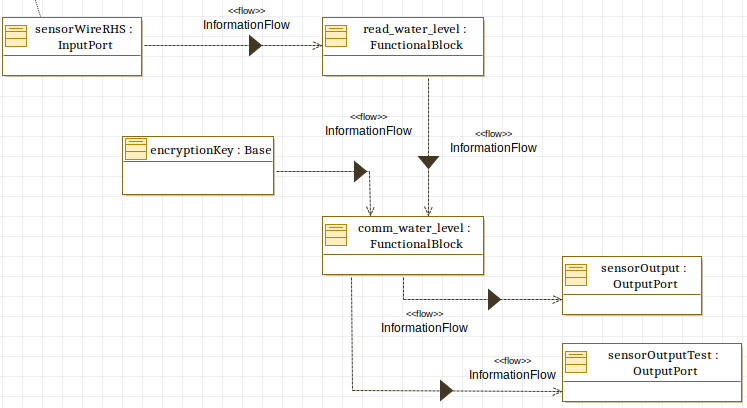 <<flow>>
InformationFlow
sensorWireRHS :
InputPort
read_water_level :
FunctionalBlock
<<flow>>
InformationFlow
<<flow>>
InformationFlow
encryptionKey : Base
comm_water_level :
FunctionalBlock
sensorOutput :
OutputPort
<<flow>>
InformationFlow
<<flow>>
InformationFlow
sensorOutputTest :
OutputPort